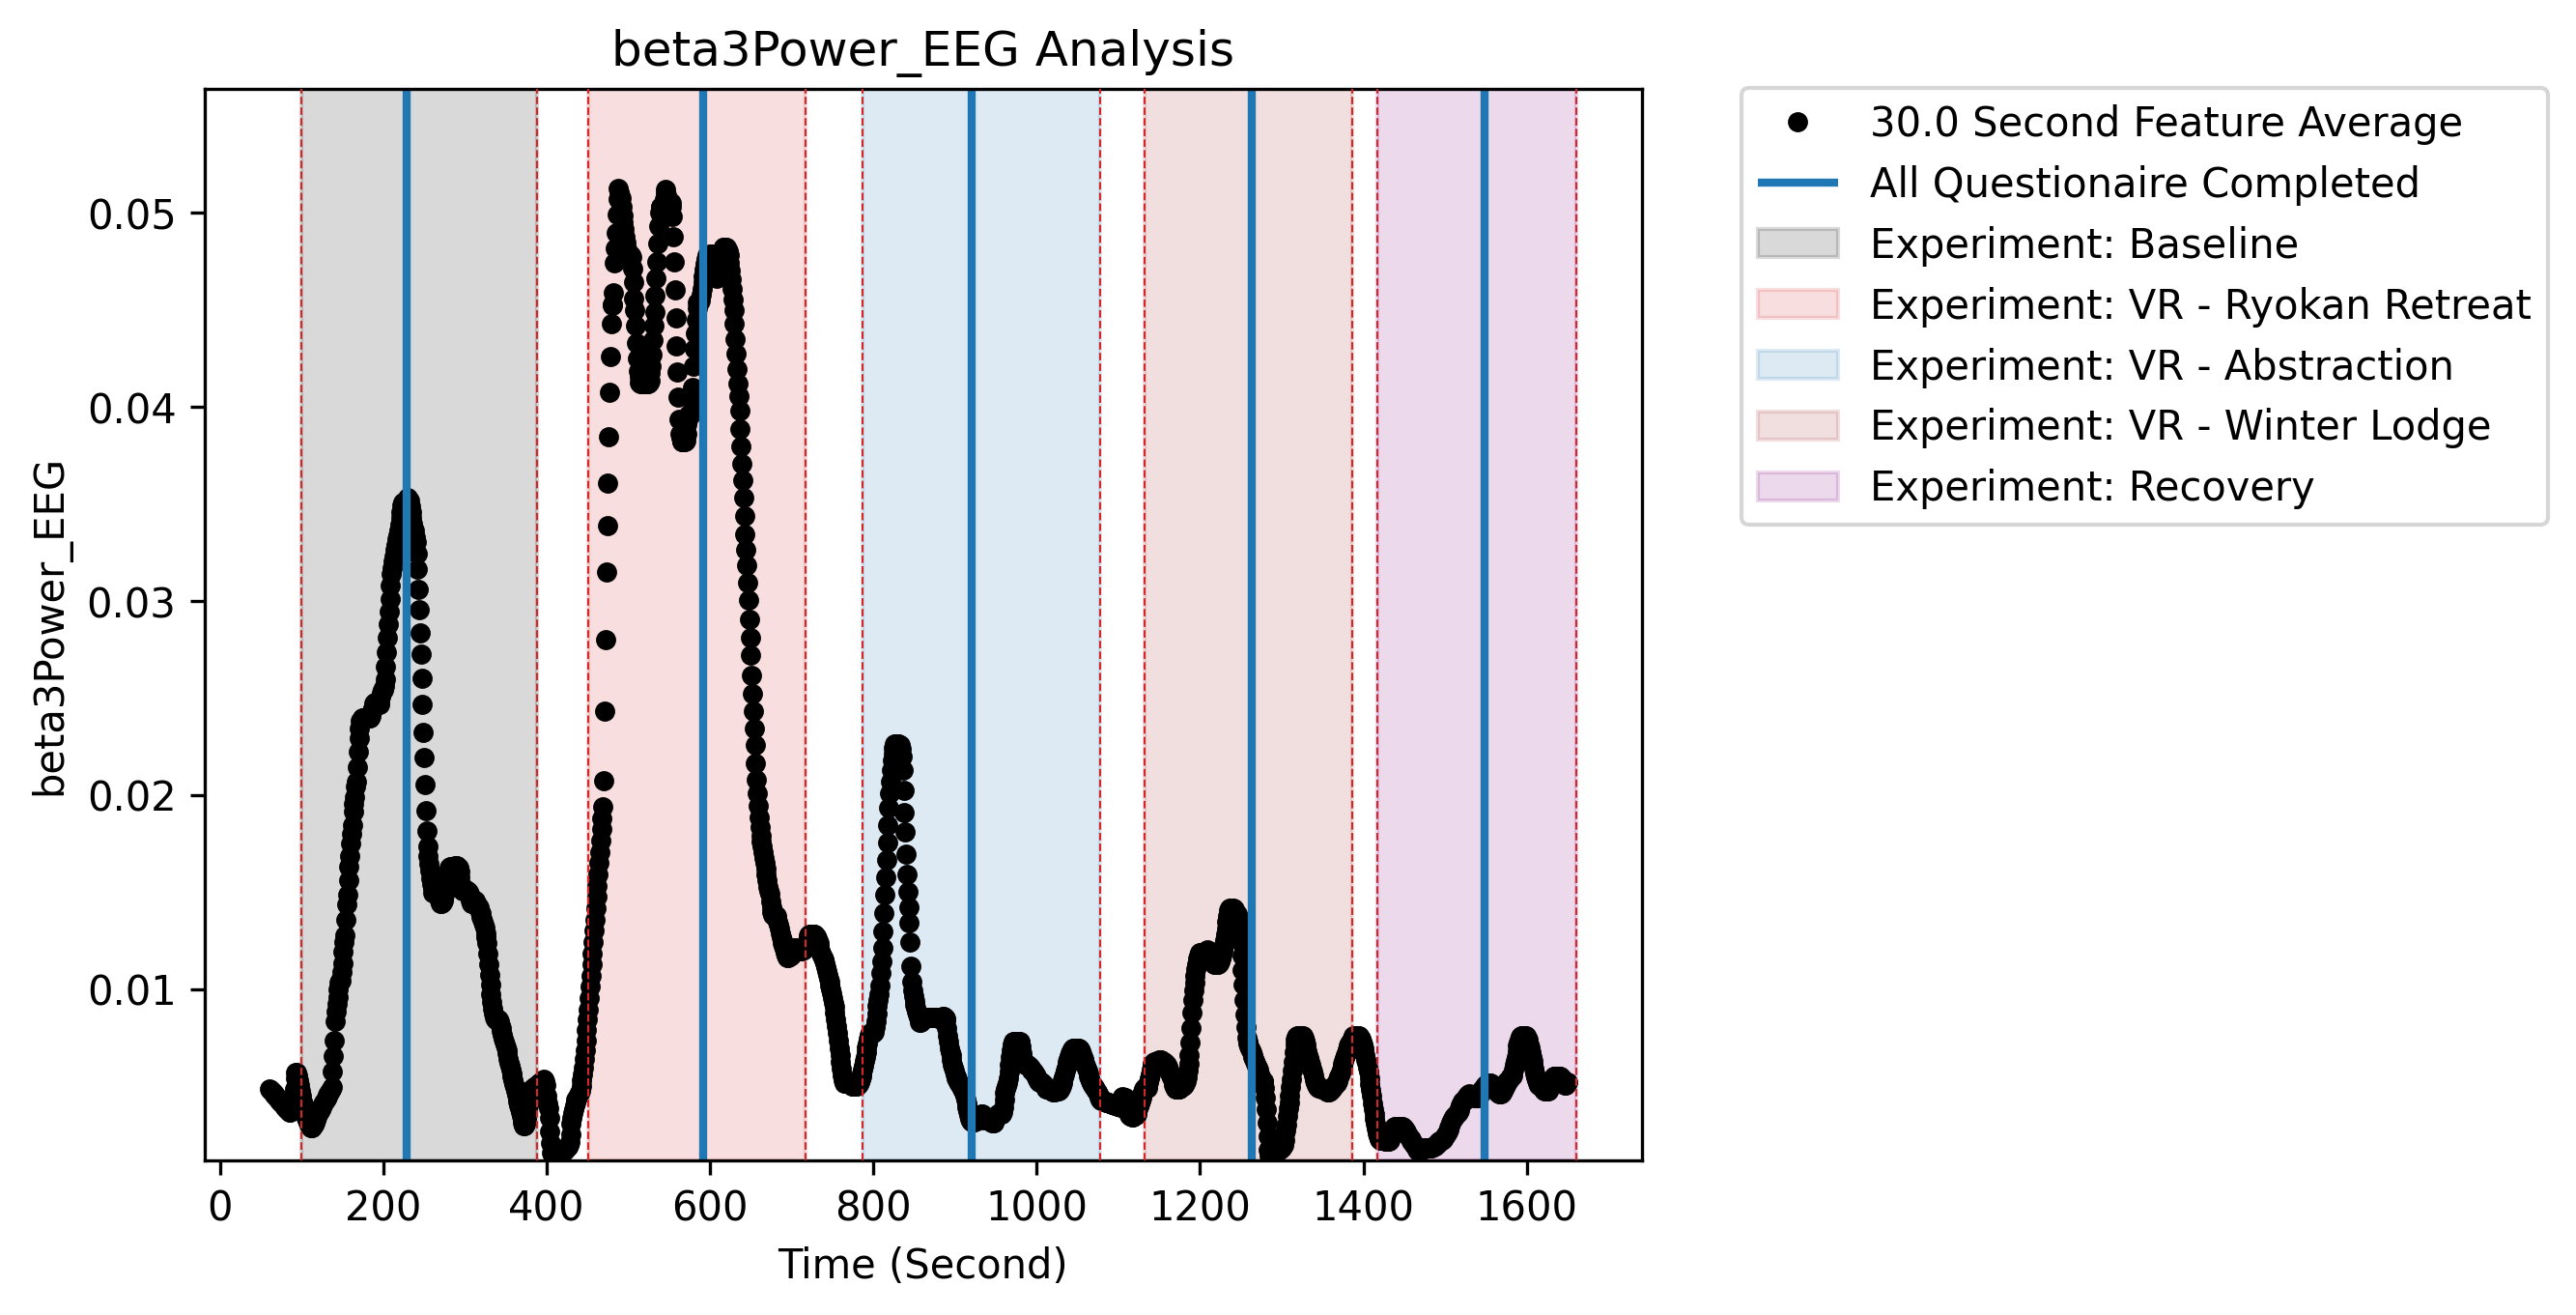 beta3Power_EEG Analysis
beta3Power_EEG
0.05
0.04
0.03
0.02
0.01
0
200
400
600
800
1000
1200
1400
1600
Time (Second)
30.0 Second Feature Average
All Questionaire Completed
Experiment: Baseline
Experiment: VR - Ryokan Retreat
Experiment: VR - Abstraction
Experiment: VR - Winter Lodge
Experiment: Recovery